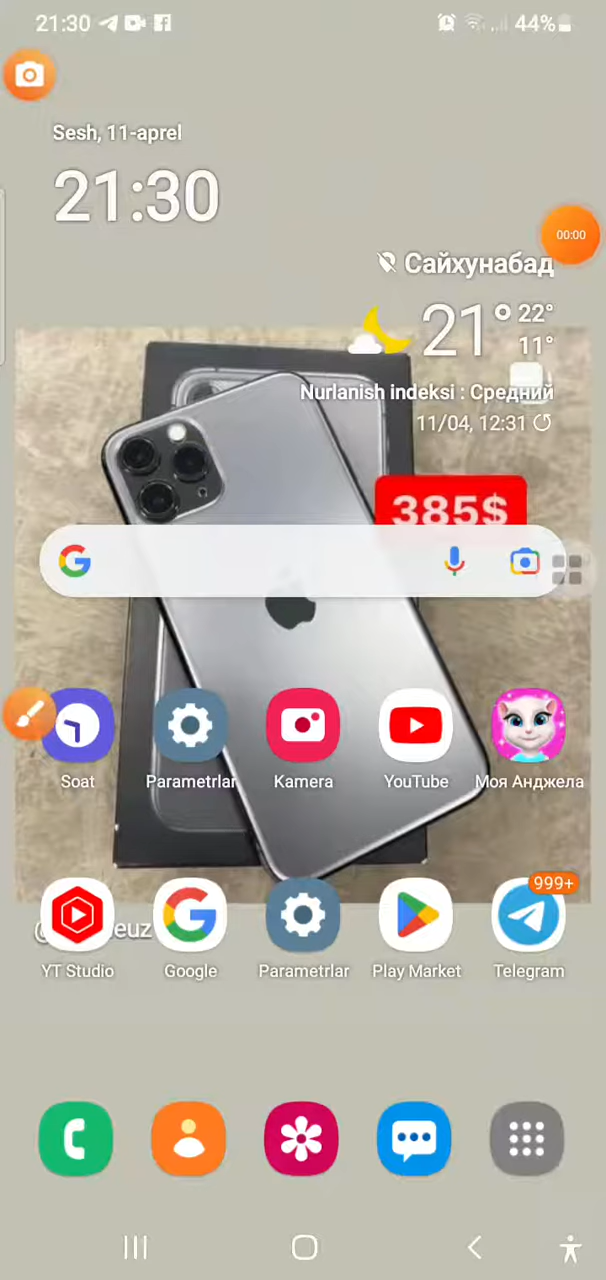 21:30
44%
Sesh, 11-aprel
21:30
00:00
Сайхунабад
21° 22°
11°
Nurlanish indeksi : Средний
11/04, 12:31
385$
Soat
Parametrlar
Kamera
YouTube
Моя Анджела
999+
euz
YT Studio
Google
Parametrlar
Play Market
Telegram